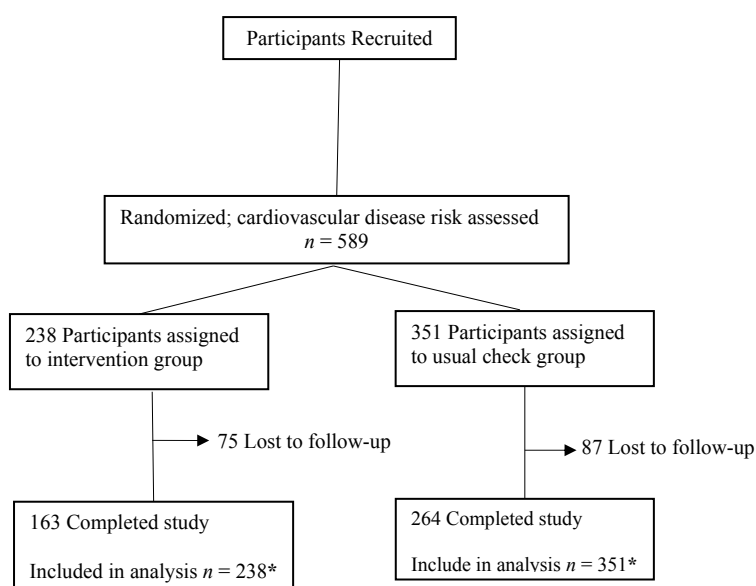 Participants Recruited
Randomized; cardiovascular disease risk assessed
n = 589
238 Participants assigned
to intervention group
351 Participants assigned
to usual check group
75 Lost to follow-up
87 Lost to follow-up
163 Completed study
Included in analysis n = 238*
264 Completed study
Include in analysis n = 351*